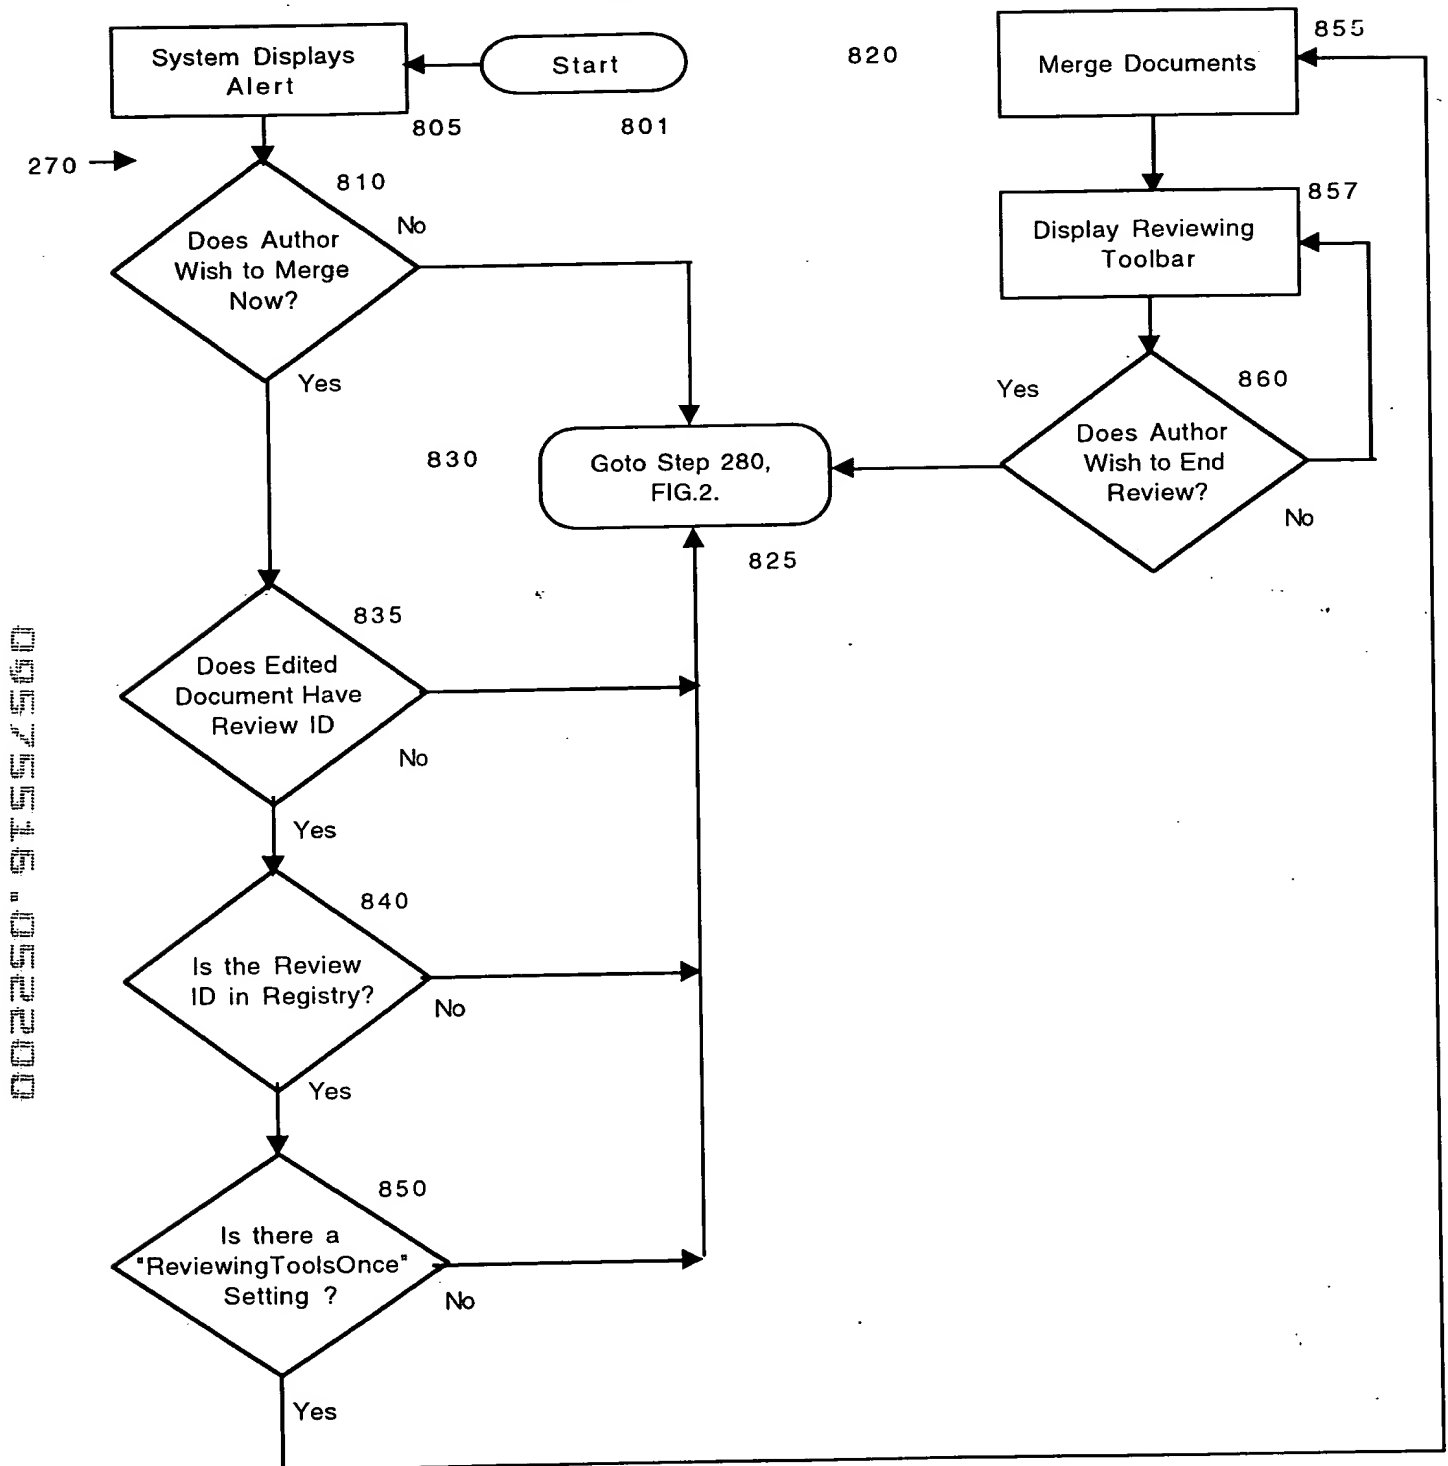 System Displays
Alert
Start
820
855
Merge Documents
805
801
270
810
857
No
Does Author
Wish to Merge
Now?
Display Reviewing
Toolbar
Yes
Yes
860
830
Goto Step 280,
FIG.2.
Does Author
Wish to End
Review?
No
825
835
Does Edited
Document Have
Review ID
No
Yes
840
Is the Review
ID in Registry?
No
Yes
850
Is there a
"ReviewingToolsOnce"
Setting ?
No
Yes
09575516.052200